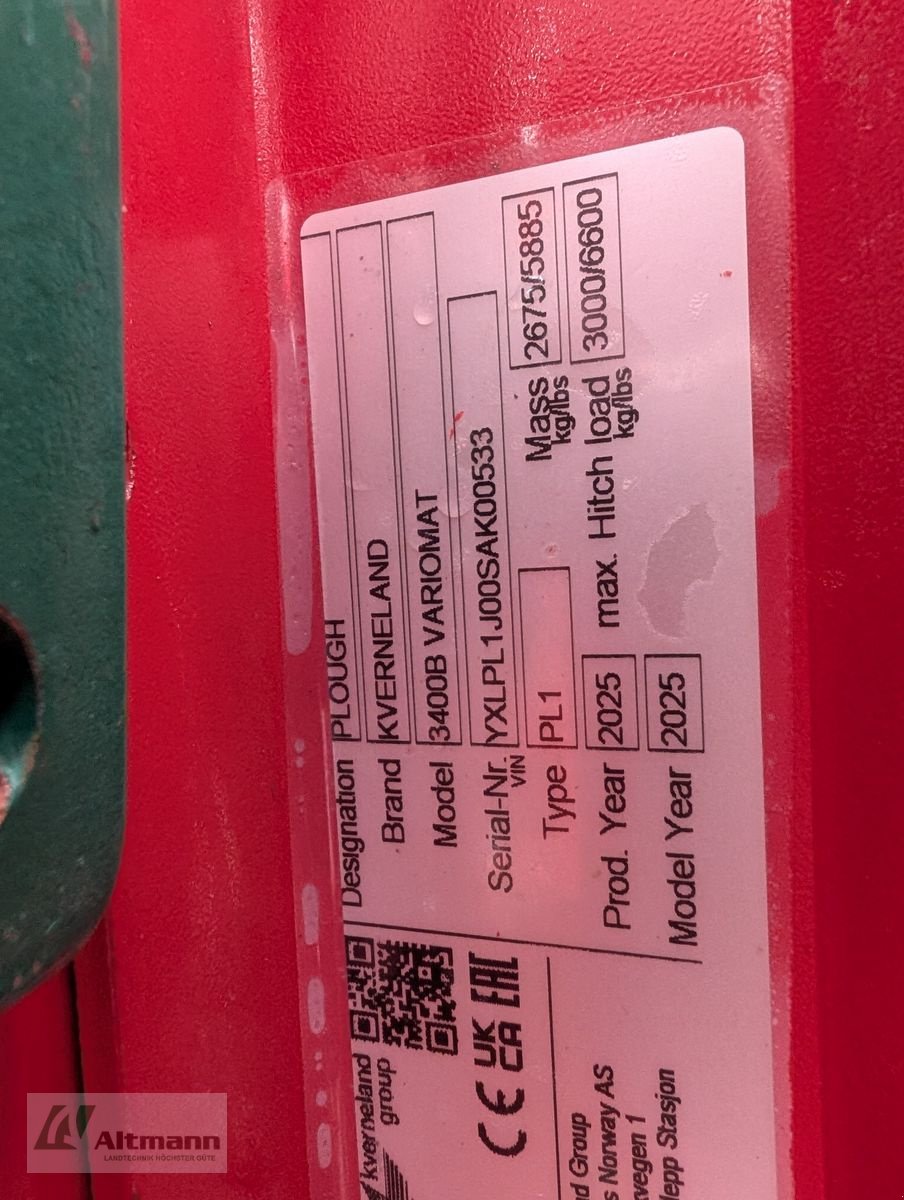 kverneland
group
CE UK CA EAC
Group
Norway AS
1
Stasjon
Designation PLOUGH
Brand KVERNELAND
Model 3400B VARIOMAT
Serial-Nr. YXLPL1J00SAK00533
VIN
Type PL1 Mass 2675/5885
kg/lbs
Prod. Year 2025 max. Hitch load 3000/6600
kg/lbs
Model Year 2025
Altmann
LANDTECHNIK HÖCHSTER GÜTE